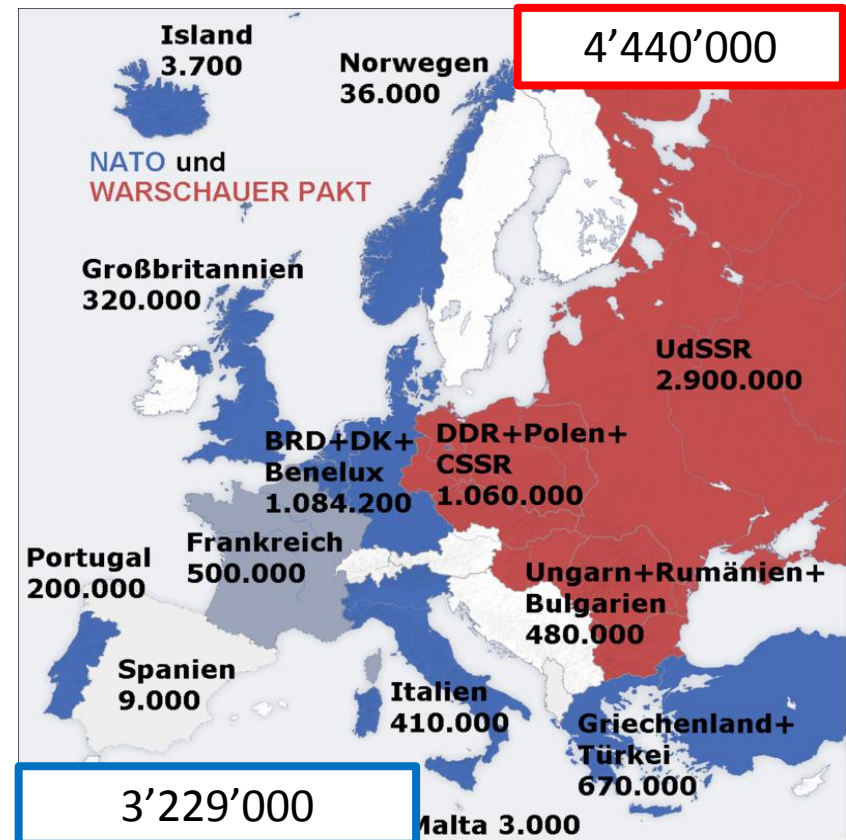 Island
3.700
Norwegen
36.000
4’440’000
NATO und
WARSCHAUER PAKT
Großbritannien
320.000
UdSSR
2.900.000
BRD+DK+
Benelux
1.084.200
DDR+Polen+
CSSR
1.060.000
Frankreich
500.000
Portugal
200.000
Ungarn+Rumänien+
Bulgarien
480.000
Spanien
9.000
Italien
410.000
Griechenland+
Türkei
670.000
3’229’000
Malta 3.000